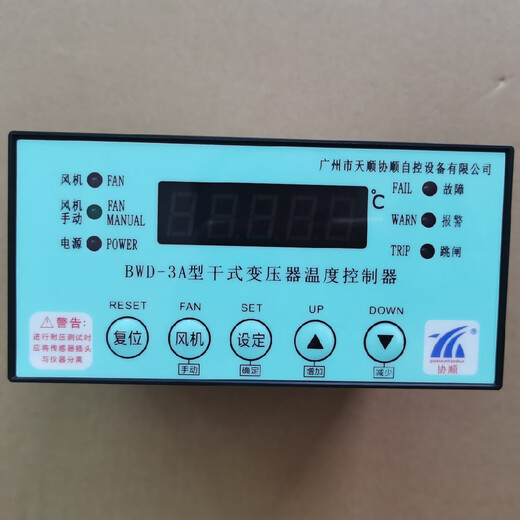 广州市天顺协顺自控设备有限公司
风机 FAN
FAIL 故障
风机 手动 FAN MANUAL
WARN 报警
电源 POWER
TRIP 跳闸
℃
BWD-3A型干式变压器温度控制器
RESET FAN SET UP DOWN
复位 风机 设定
手动 确定 增加 减少
警告:
进行耐压测试时
应将传感器插头
与仪器分离
®
协顺